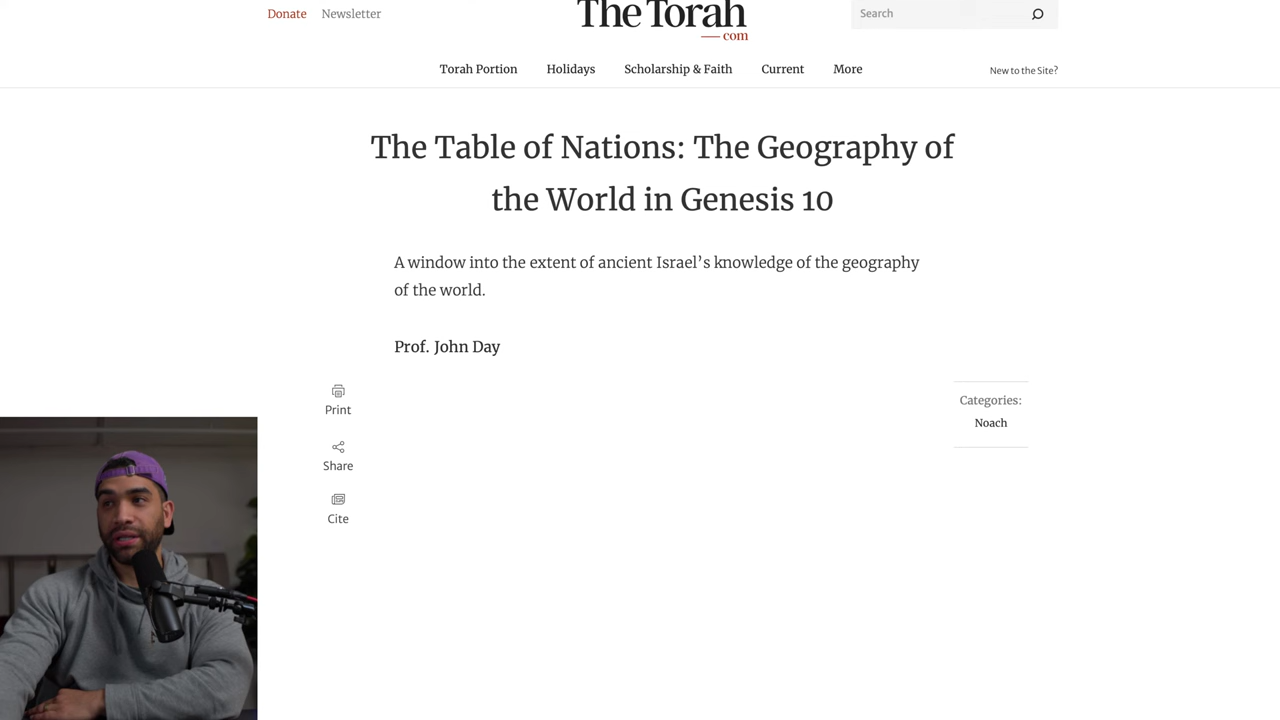 Donate Newsletter
The Torah
com
Search
Torah Portion Holidays Scholarship & Faith Current More
New to the Site?
The Table of Nations: The Geography of
the World in Genesis 10
A window into the extent of ancient Israel’s knowledge of the geography
of the world.
Prof. John Day
Print
Share
Cite
Categories:
Noach